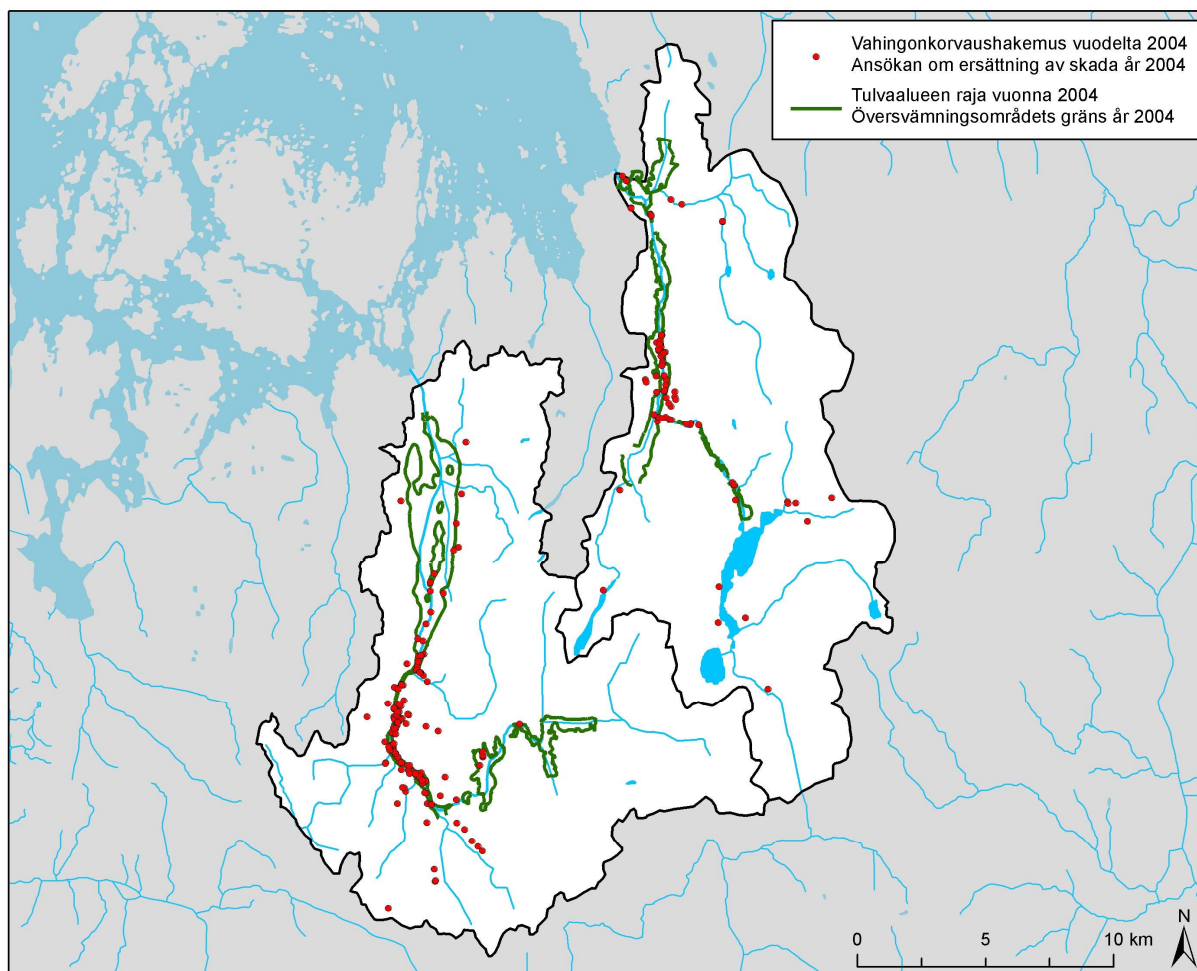 Vahingonkorvaushakemus vuodelta 2004
Ansökan om ersättning av skada år 2004
Tulvaalueen raja vuonna 2004
Översvämningsområdets gräns år 2004
N
0 5 10 km